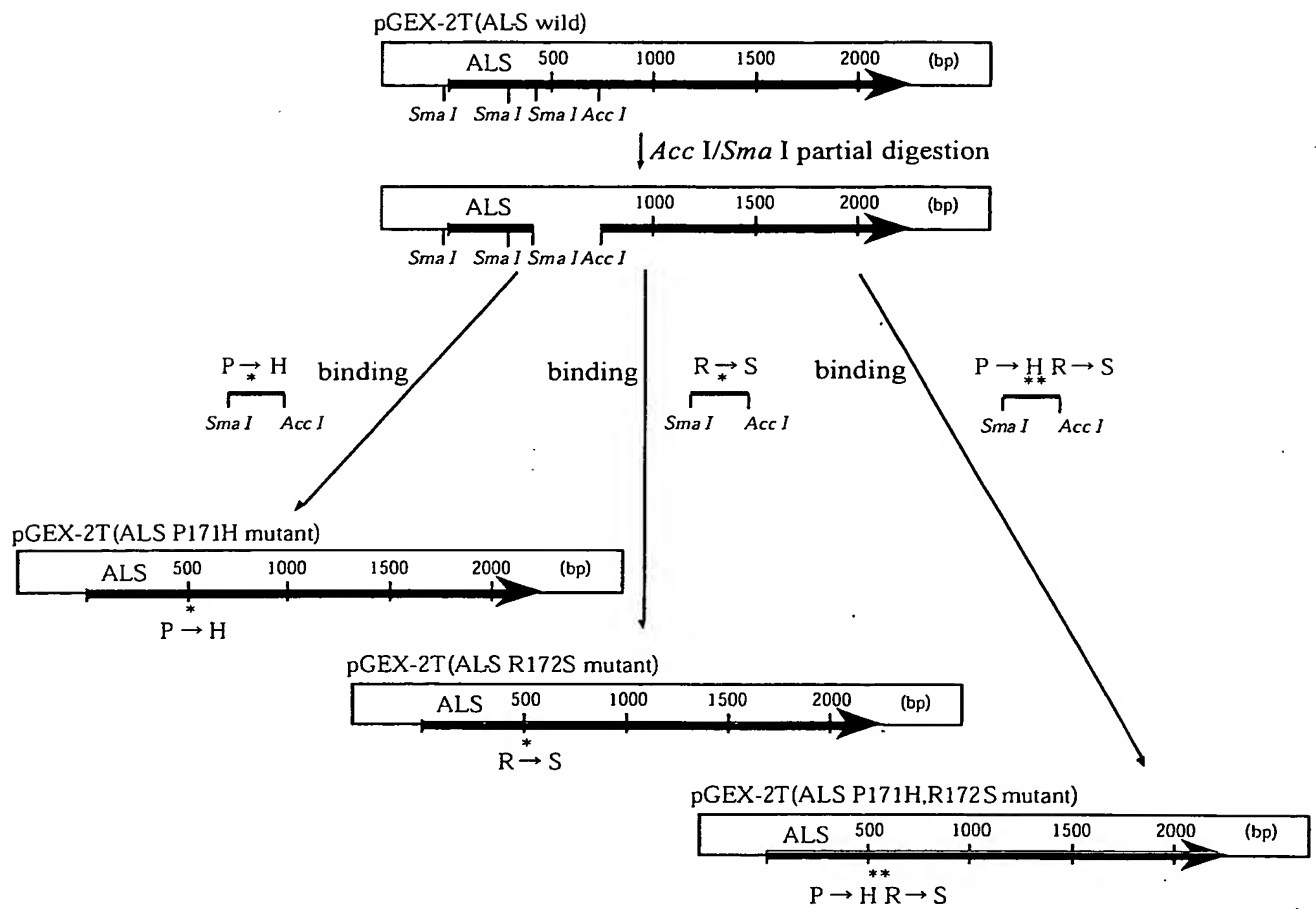 pGEX-2T(ALS wild)
ALS 500 1000 1500 2000 (bp)
Sma I Sma I Sma I Acc I
Acc I/Sma I partial digestion
ALS 1000 1500 2000 (bp)
Sma I Sma I Sma I Acc I
P → H
*
binding
Sma I Acc I
binding
R → S
*
Sma I Acc I
binding
P → H R → S
**
Sma I Acc I
pGEX-2T(ALS P171H mutant)
ALS 500 1000 1500 2000 (bp)
*
P → H
pGEX-2T(ALS R172S mutant)
ALS 500 1000 1500 2000 (bp)
*
R → S
pGEX-2T(ALS P171H,R172S mutant)
ALS 500 1000 1500 2000 (bp)
**
P → H R → S